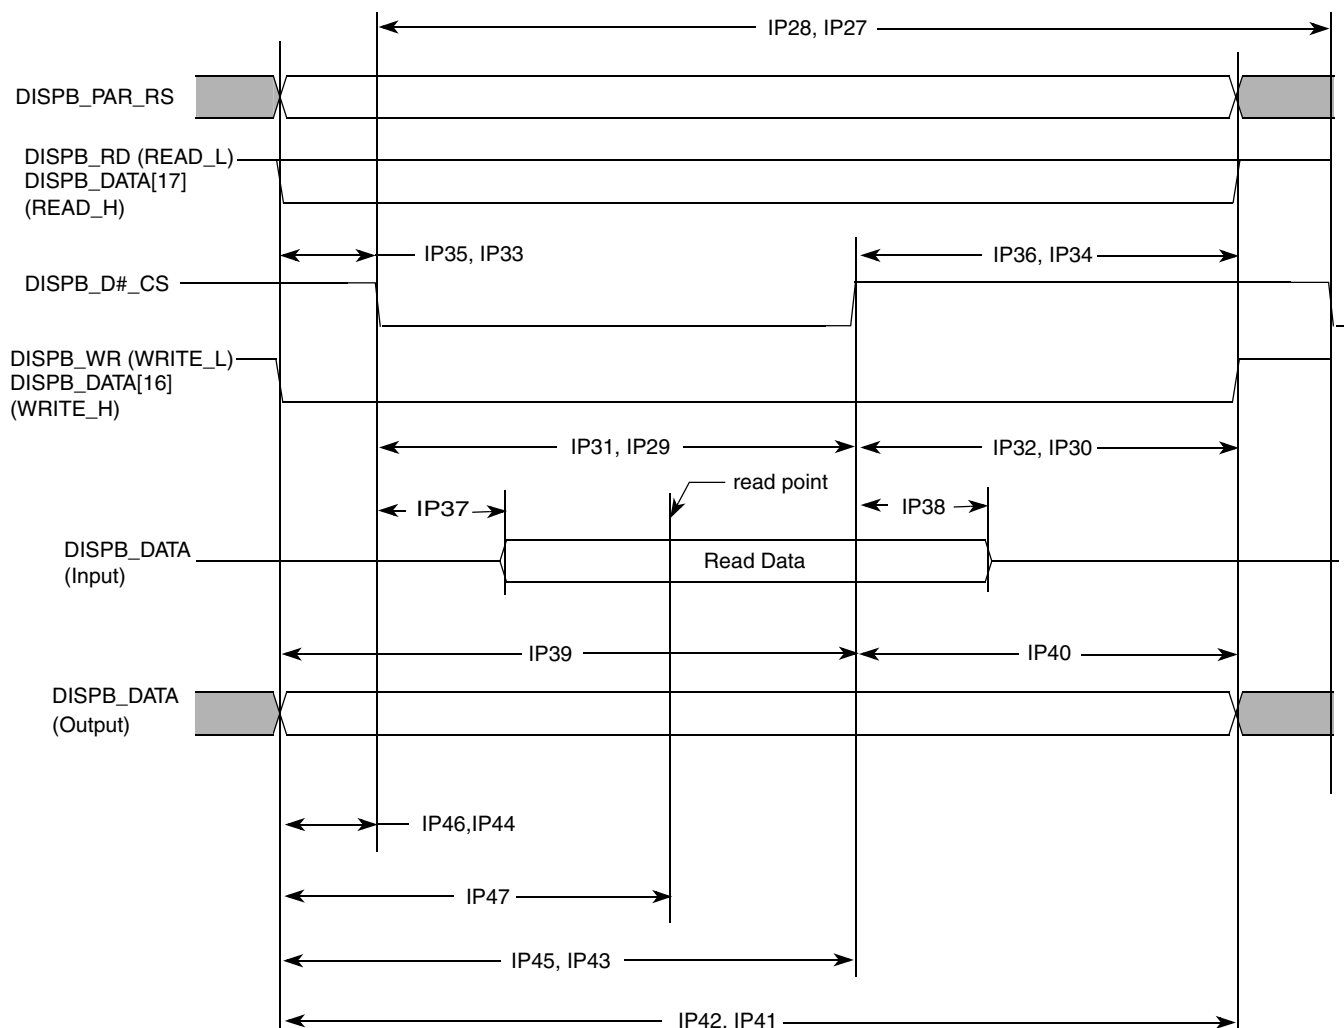 IP28, IP27
DISPB_PAR_RS
DISPB_RD (READ_L)
DISPB_DATA[17]
(READ_H)
IP35, IP33
IP36, IP34
DISPB_D#_CS
DISPB_WR (WRITE_L)
DISPB_DATA[16]
(WRITE_H)
IP31, IP29
IP32, IP30
read point
IP37
IP38
DISPB_DATA
(Input)
Read Data
IP39
IP40
DISPB_DATA
(Output)
IP46,IP44
IP47
IP45, IP43
IP42, IP41